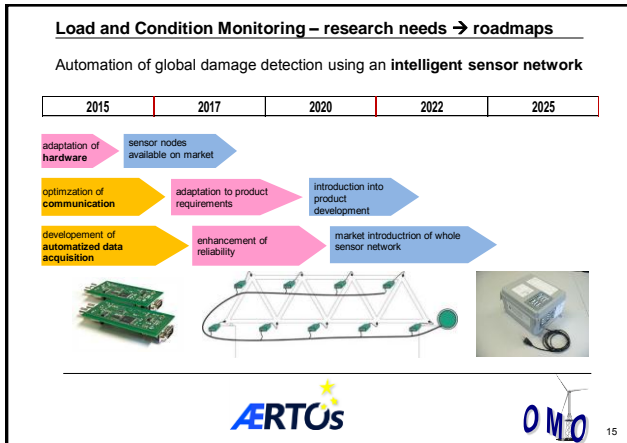 Load and Condition Monitoring – research needs → roadmaps
Automation of global damage detection using an intelligent sensor network
2015 2017 2020 2022 2025
adaptation of
hardware
sensor nodes
available on market
optimzation of
communication
adaptation to product
requirements
introduction into
product
development
developement of
automatized data
acquisition
enhancement of
reliability
market introductrion of whole
sensor network
ÆRTOs
OMO
15